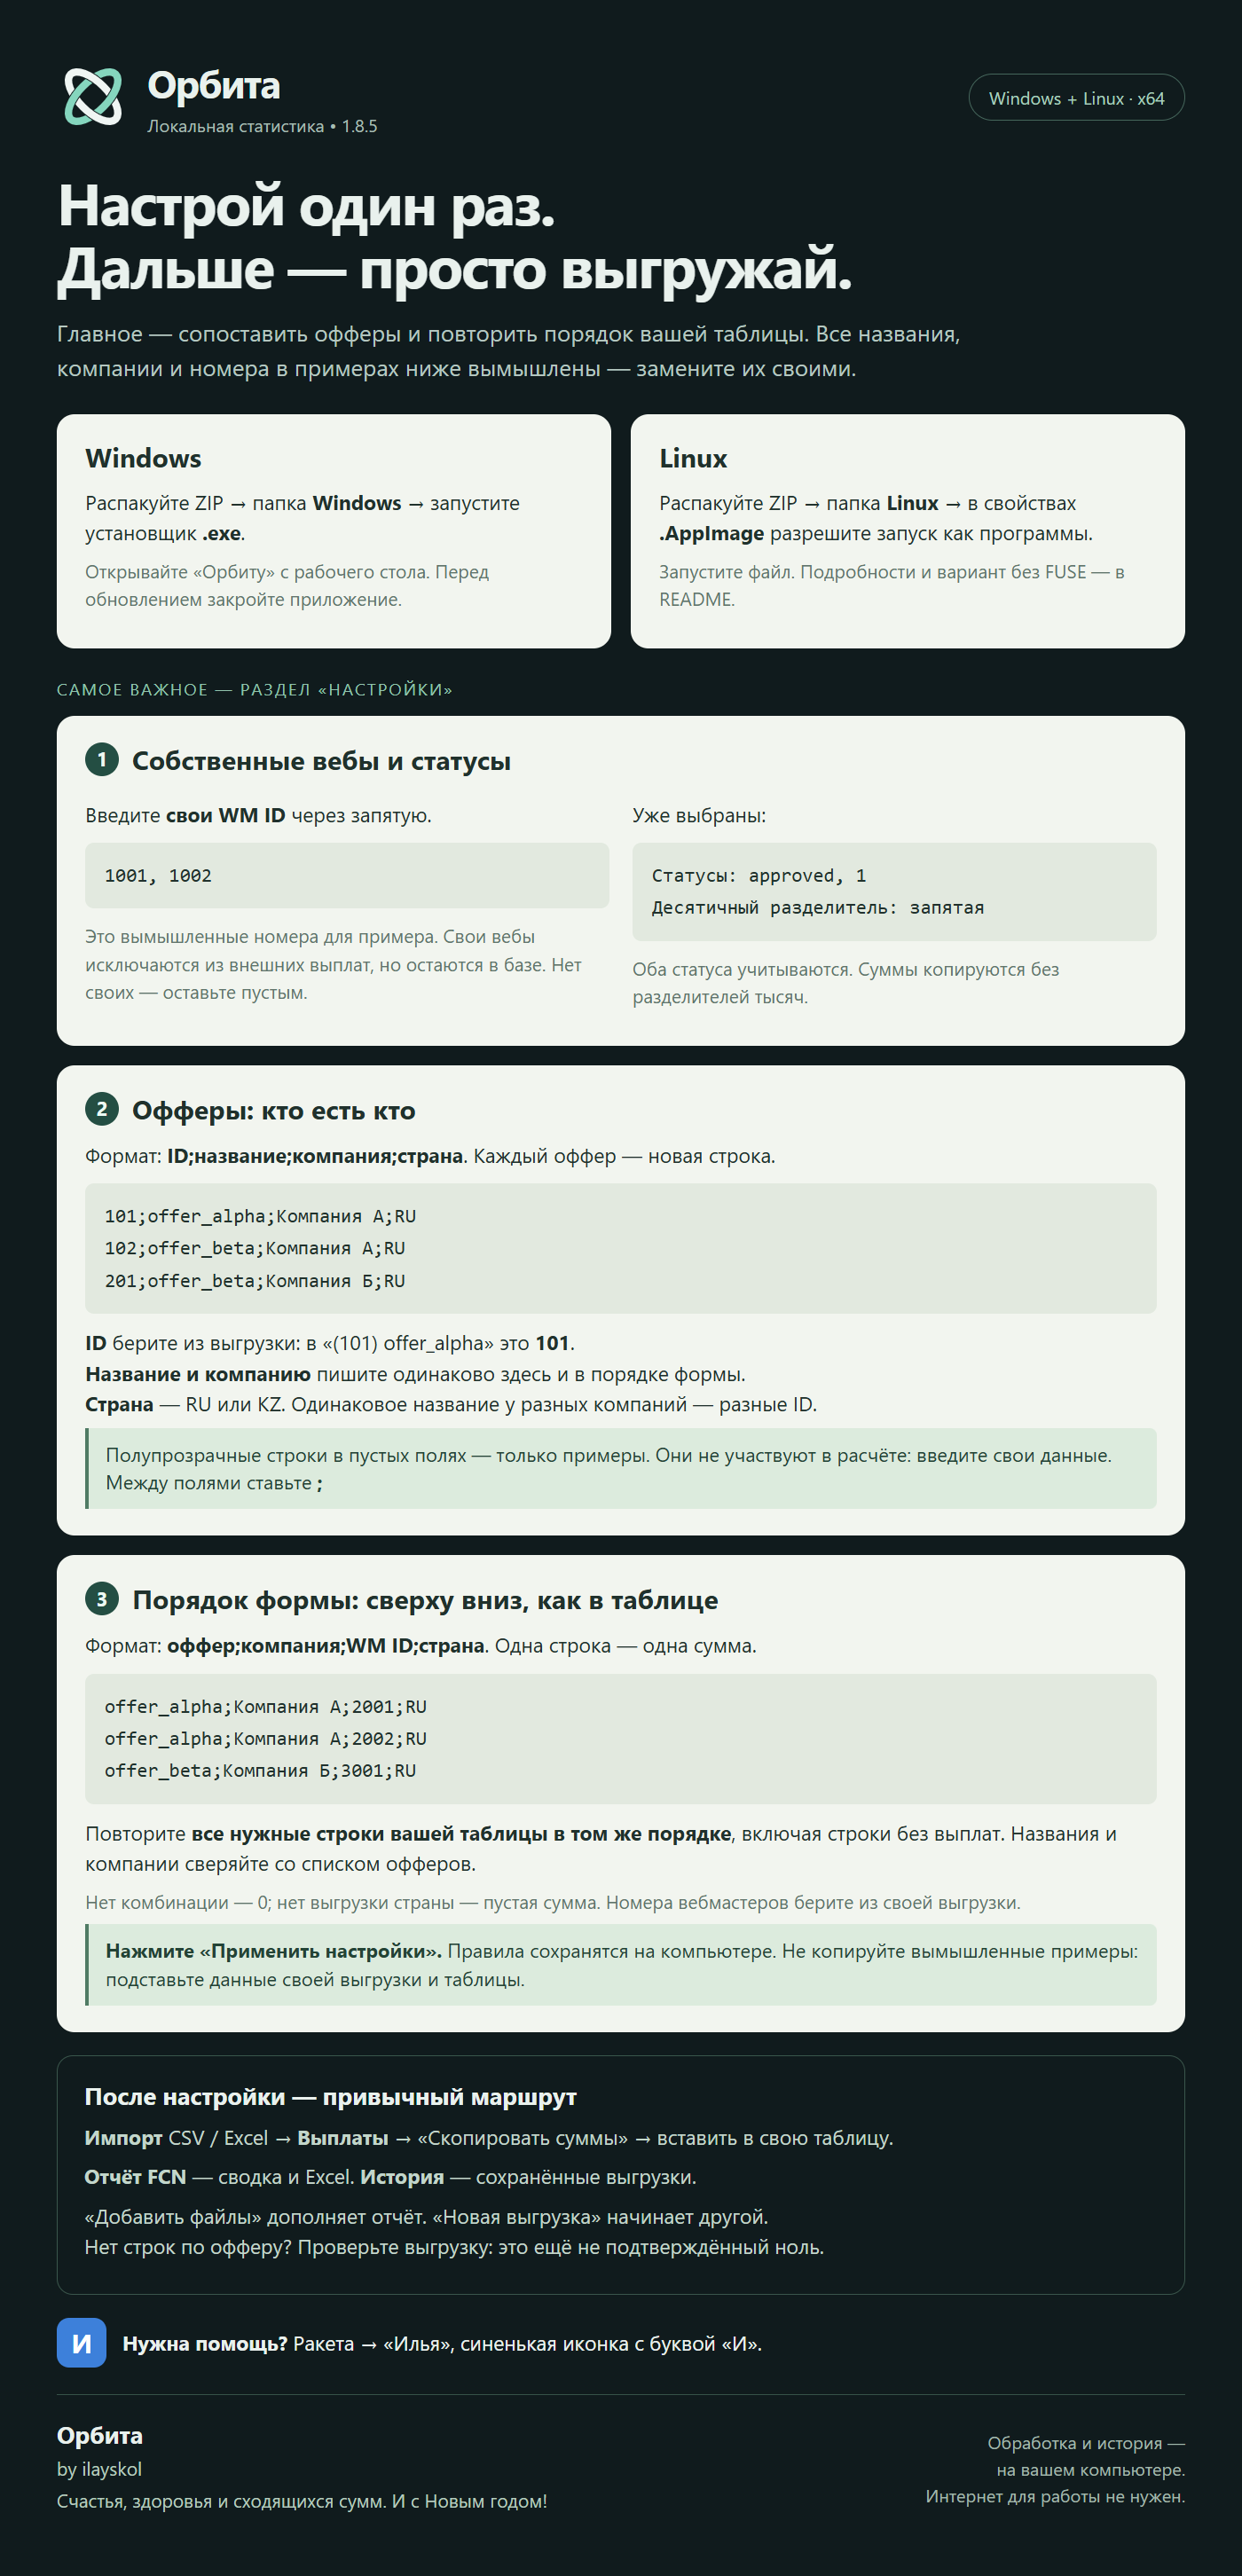 Орбита
Локальная статистика • 1.8.5
Windows + Linux · x64
Настрой один раз.
Дальше — просто выгружай.
Главное — сопоставить офферы и повторить порядок вашей таблицы. Все названия,
компании и номера в примерах ниже вымышлены — замените их своими.
Windows
Распакуйте ZIP → папка Windows → запустите
установщик .exe.
Открывайте «Орбиту» с рабочего стола. Перед
обновлением закройте приложение.
Linux
Распакуйте ZIP → папка Linux → в свойствах
.AppImage разрешите запуск как программы.
Запустите файл. Подробности и вариант без FUSE — в
README.
САМОЕ ВАЖНОЕ — РАЗДЕЛ «НАСТРОЙКИ»
1 Собственные вебы и статусы
Введите свои WM ID через запятую.
1001, 1002
Это вымышленные номера для примера. Свои вебы
исключаются из внешних выплат, но остаются в базе. Нет
своих — оставьте пустым.
Уже выбраны:
Статусы: approved, 1
Десятичный разделитель: запятая
Оба статуса учитываются. Суммы копируются без
разделителей тысяч.
2 Офферы: кто есть кто
Формат: ID;название;компания;страна. Каждый оффер — новая строка.
101;offer_alpha;Компания А;RU
102;offer_beta;Компания А;RU
201;offer_beta;Компания Б;RU
ID берите из выгрузки: в «(101) offer_alpha» это 101.
Название и компанию пишите одинаково здесь и в порядке формы.
Страна — RU или KZ. Одинаковое название у разных компаний — разные ID.
Полупрозрачные строки в пустых полях — только примеры. Они не участвуют в расчёте: введите свои данные.
Между полями ставьте ;
3 Порядок формы: сверху вниз, как в таблице
Формат: оффер;компания;WM ID;страна. Одна строка — одна сумма.
offer_alpha;Компания А;2001;RU
offer_alpha;Компания А;2002;RU
offer_beta;Компания Б;3001;RU
Повторите все нужные строки вашей таблицы в том же порядке, включая строки без выплат. Названия и
компании сверяйте со списком офферов.
Нет комбинации — 0; нет выгрузки страны — пустая сумма. Номера вебмастеров берите из своей выгрузки.
Нажмите «Применить настройки». Правила сохранятся на компьютере. Не копируйте вымышленные примеры:
подставьте данные своей выгрузки и таблицы.
После настройки — привычный маршрут
Импорт CSV / Excel → Выплаты → «Скопировать суммы» → вставить в свою таблицу.
Отчёт FCN — сводка и Excel. История — сохранённые выгрузки.
«Добавить файлы» дополняет отчёт. «Новая выгрузка» начинает другой.
Нет строк по офферу? Проверьте выгрузку: это ещё не подтверждённый ноль.
И Нужна помощь? Ракета → «Илья», синенькая иконка с буквой «И».
Орбита
by ilayskol
Счастья, здоровья и сходящихся сумм. И с Новым годом!
Обработка и история —
на вашем компьютере.
Интернет для работы не нужен.